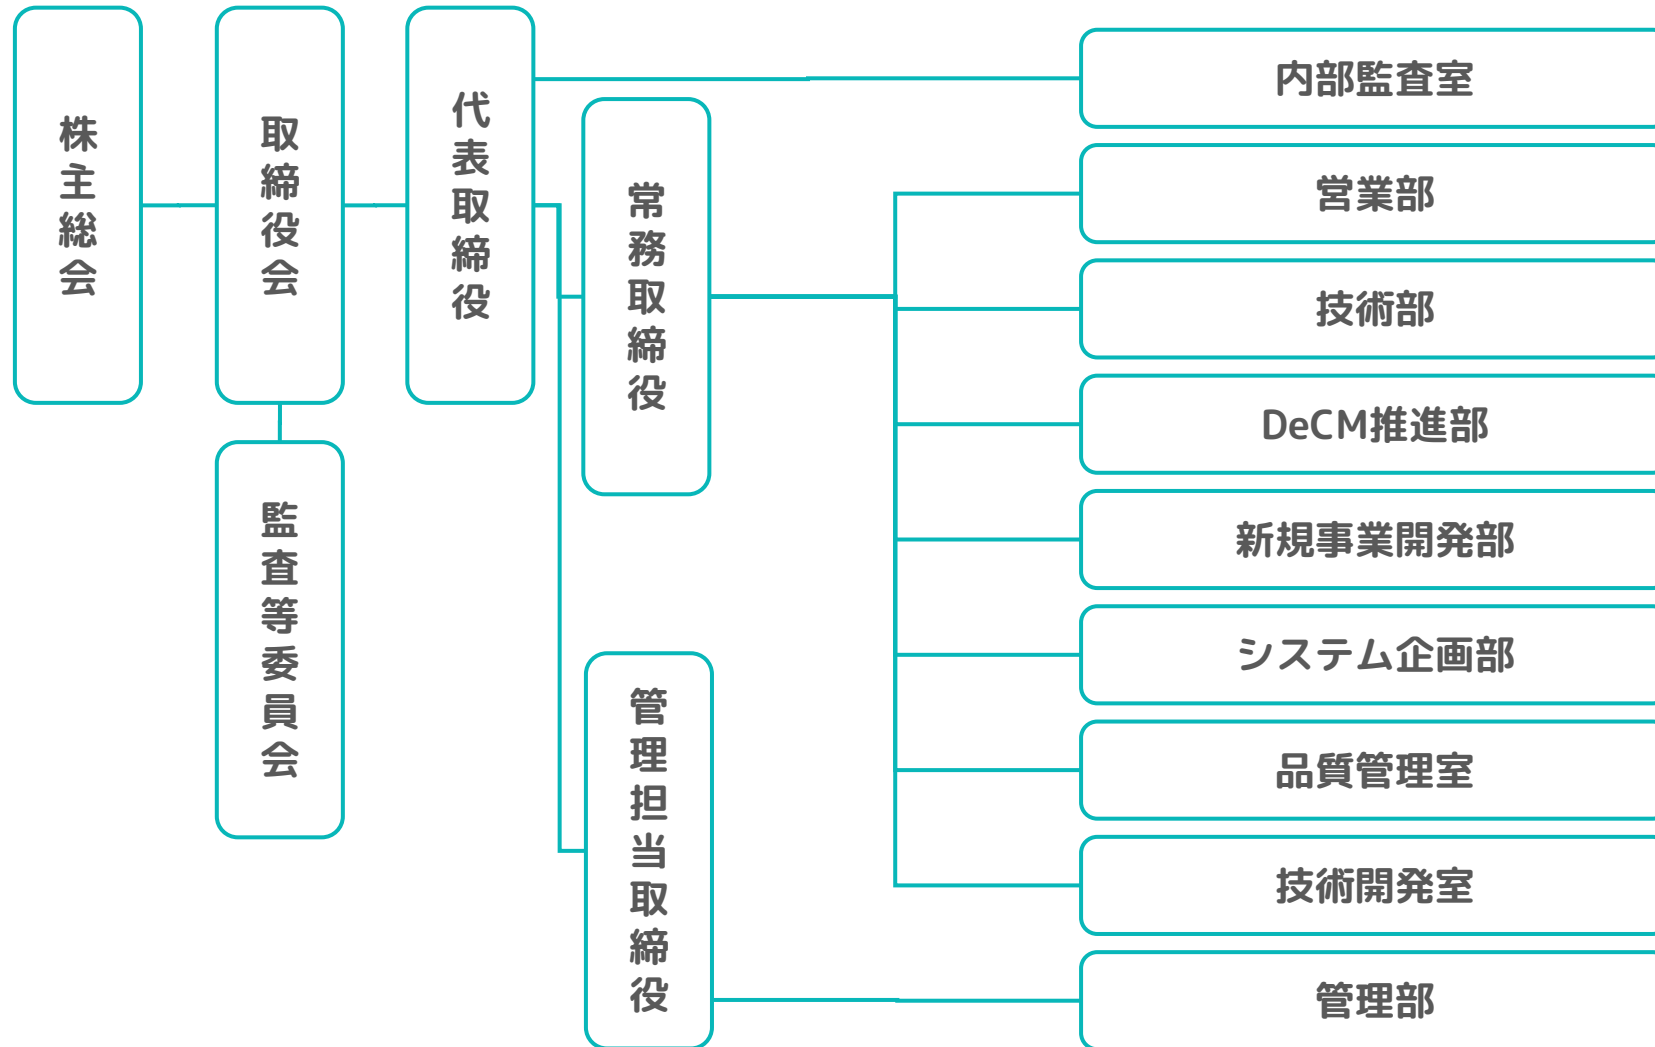 株主総会
取締役会
代表取締役
常務取締役
監査等委員会
管理担当取締役
内部監査室
営業部
技術部
DeCM推進部
新規事業開発部
システム企画部
品質管理室
技術開発室
管理部